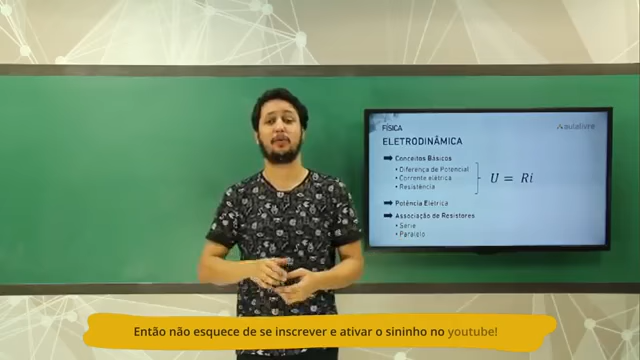 FÍSICA
aulalivre
ELETRODINÂMICA
Conceitos Básicos
• Diferença de Potencial
• Corrente elétrica
• Resistência
U = Ri
Potência Elétrica
Associação de Resistores
• Série
• Paralelo
Então não esquece de se inscrever e ativar o sininho no youtube!